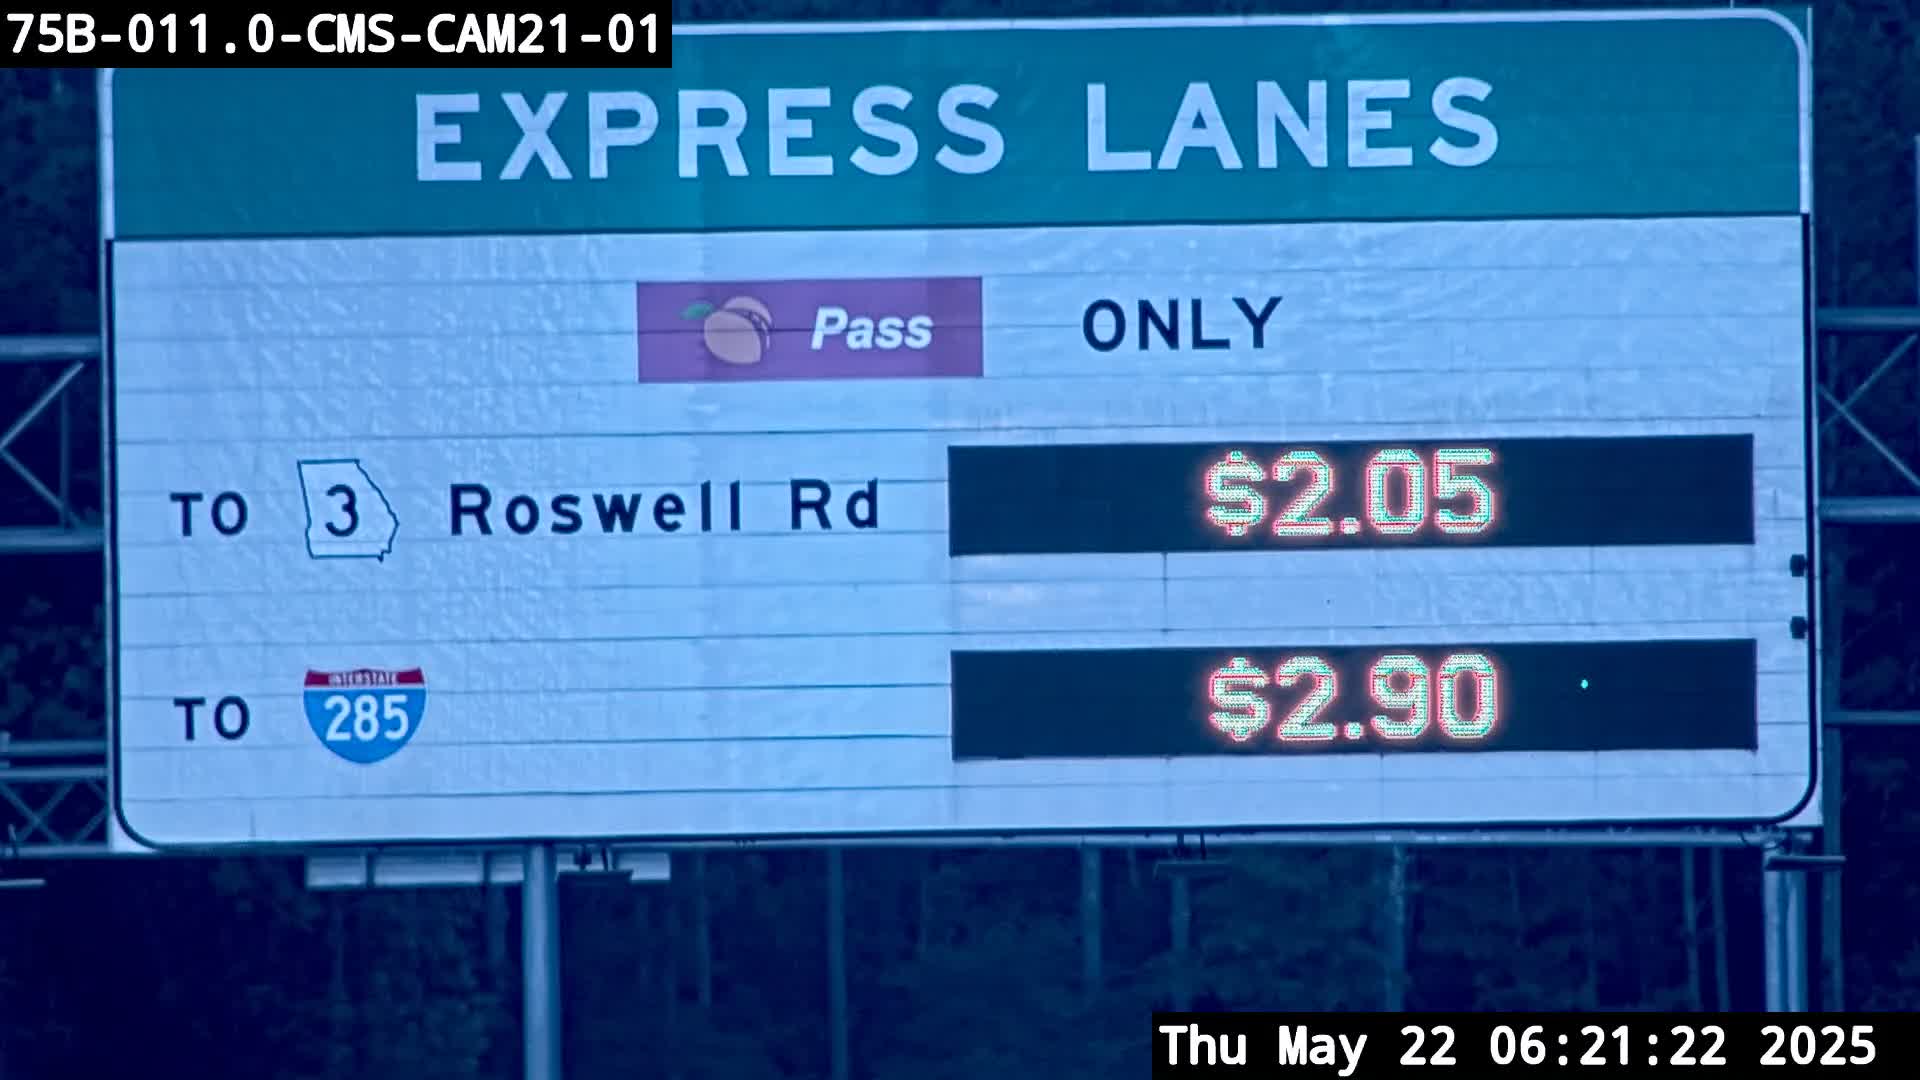 75B-011.0-CMS-CAM21-01
EXPRESS LANES
Pass ONLY
TO 3 Roswell Rd $2.05
TO INTERSTATE 285 $2.90
Thu May 22 06:21:22 2025